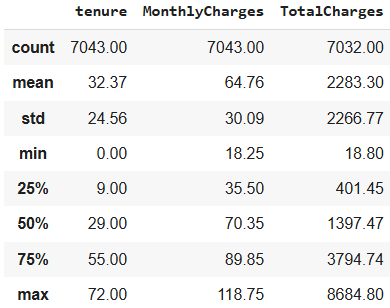 tenure MonthlyCharges TotalCharges
count 7043.00 7043.00 7032.00
mean 32.37 64.76 2283.30
std 24.56 30.09 2266.77
min 0.00 18.25 18.80
25% 9.00 35.50 401.45
50% 29.00 70.35 1397.47
75% 55.00 89.85 3794.74
max 72.00 118.75 8684.80